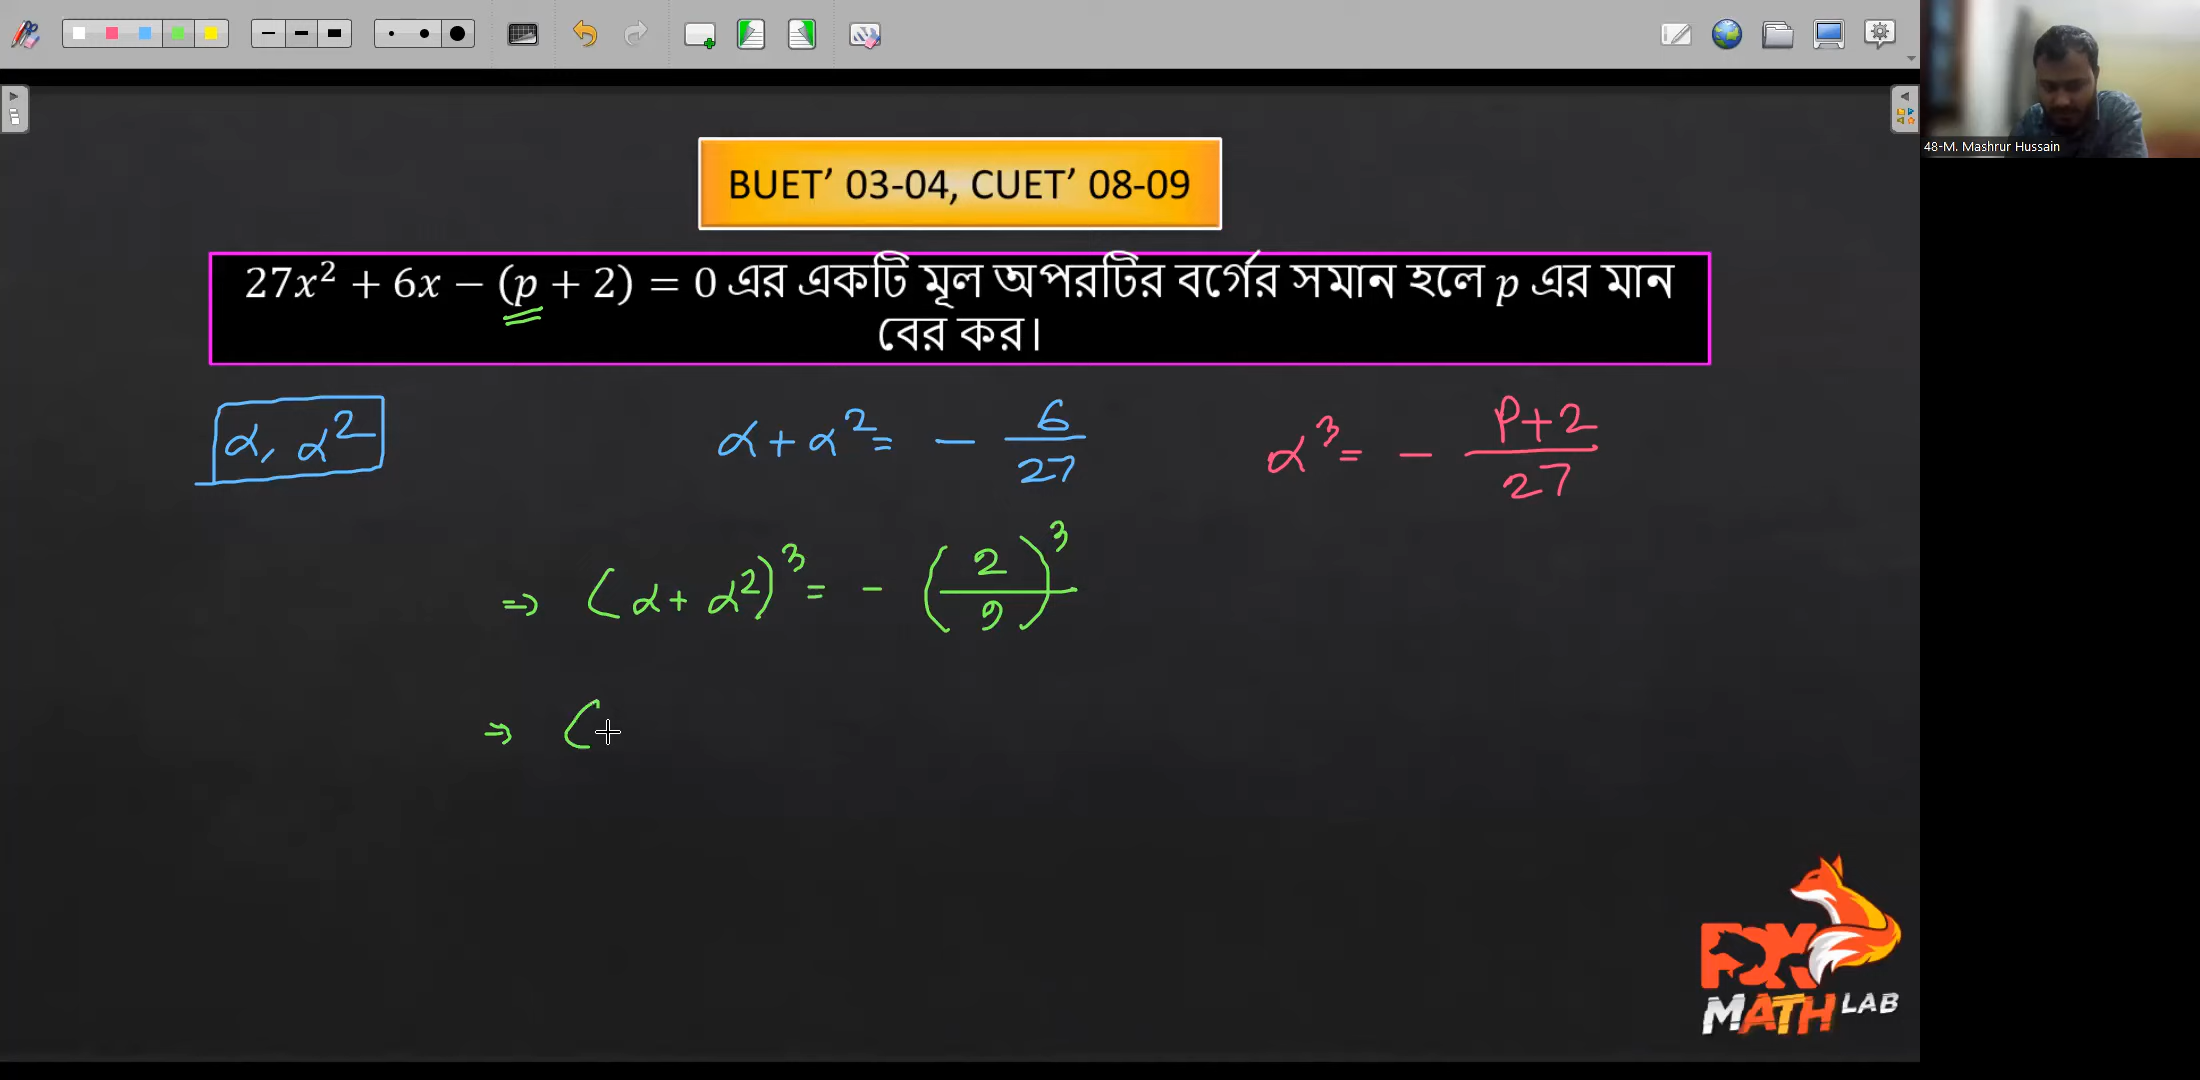 48-M. Mashrur Hussain
BUET’ 03-04, CUET’ 08-09
27x² + 6x − (p + 2) = 0 এর একটি মূল অপরটির বর্গের সমান হলে p এর মান
বের কর।
α, α²
α + α² = − 6/27
α³ = − P+2/27
⇒ (α + α²)³ = − (2/9)³
⇒ (
FOX
MATH LAB